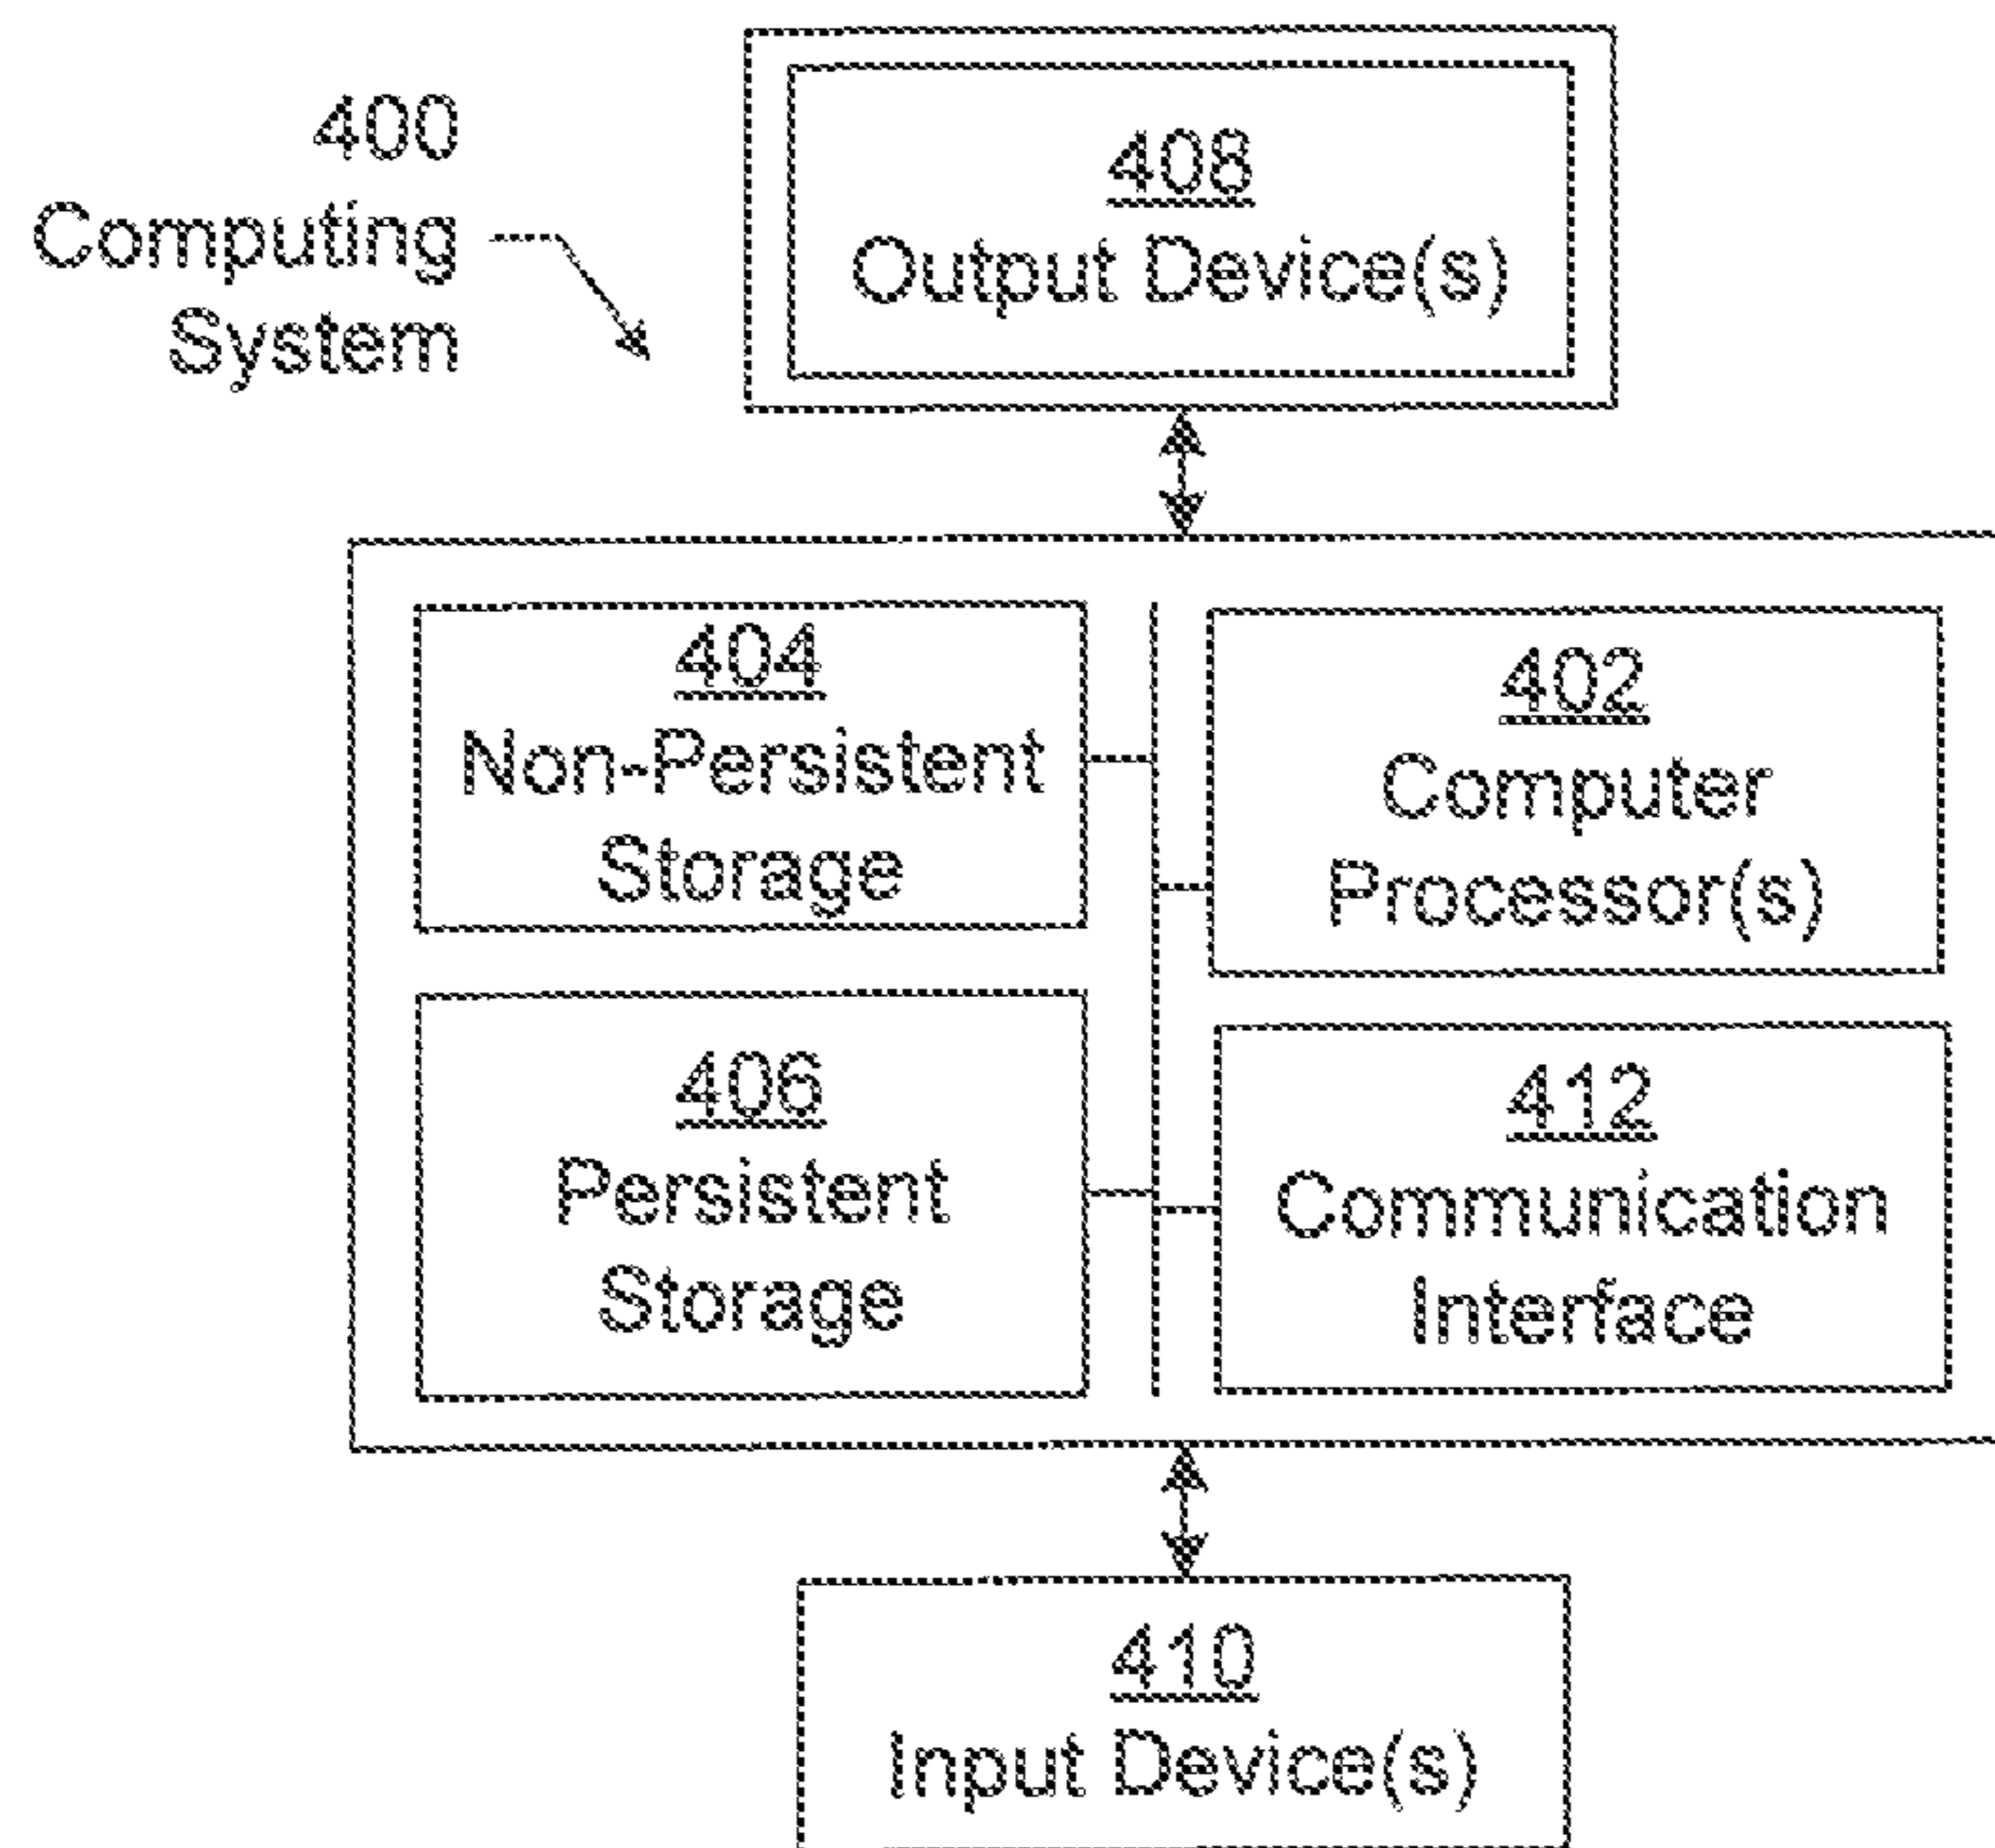 400
Computing
System
408
Output Device(s)
404
Non-Persistent
Storage
402
Computer
Processor(s)
406
Persistent
Storage
412
Communication
Interface
410
Input Device(s)